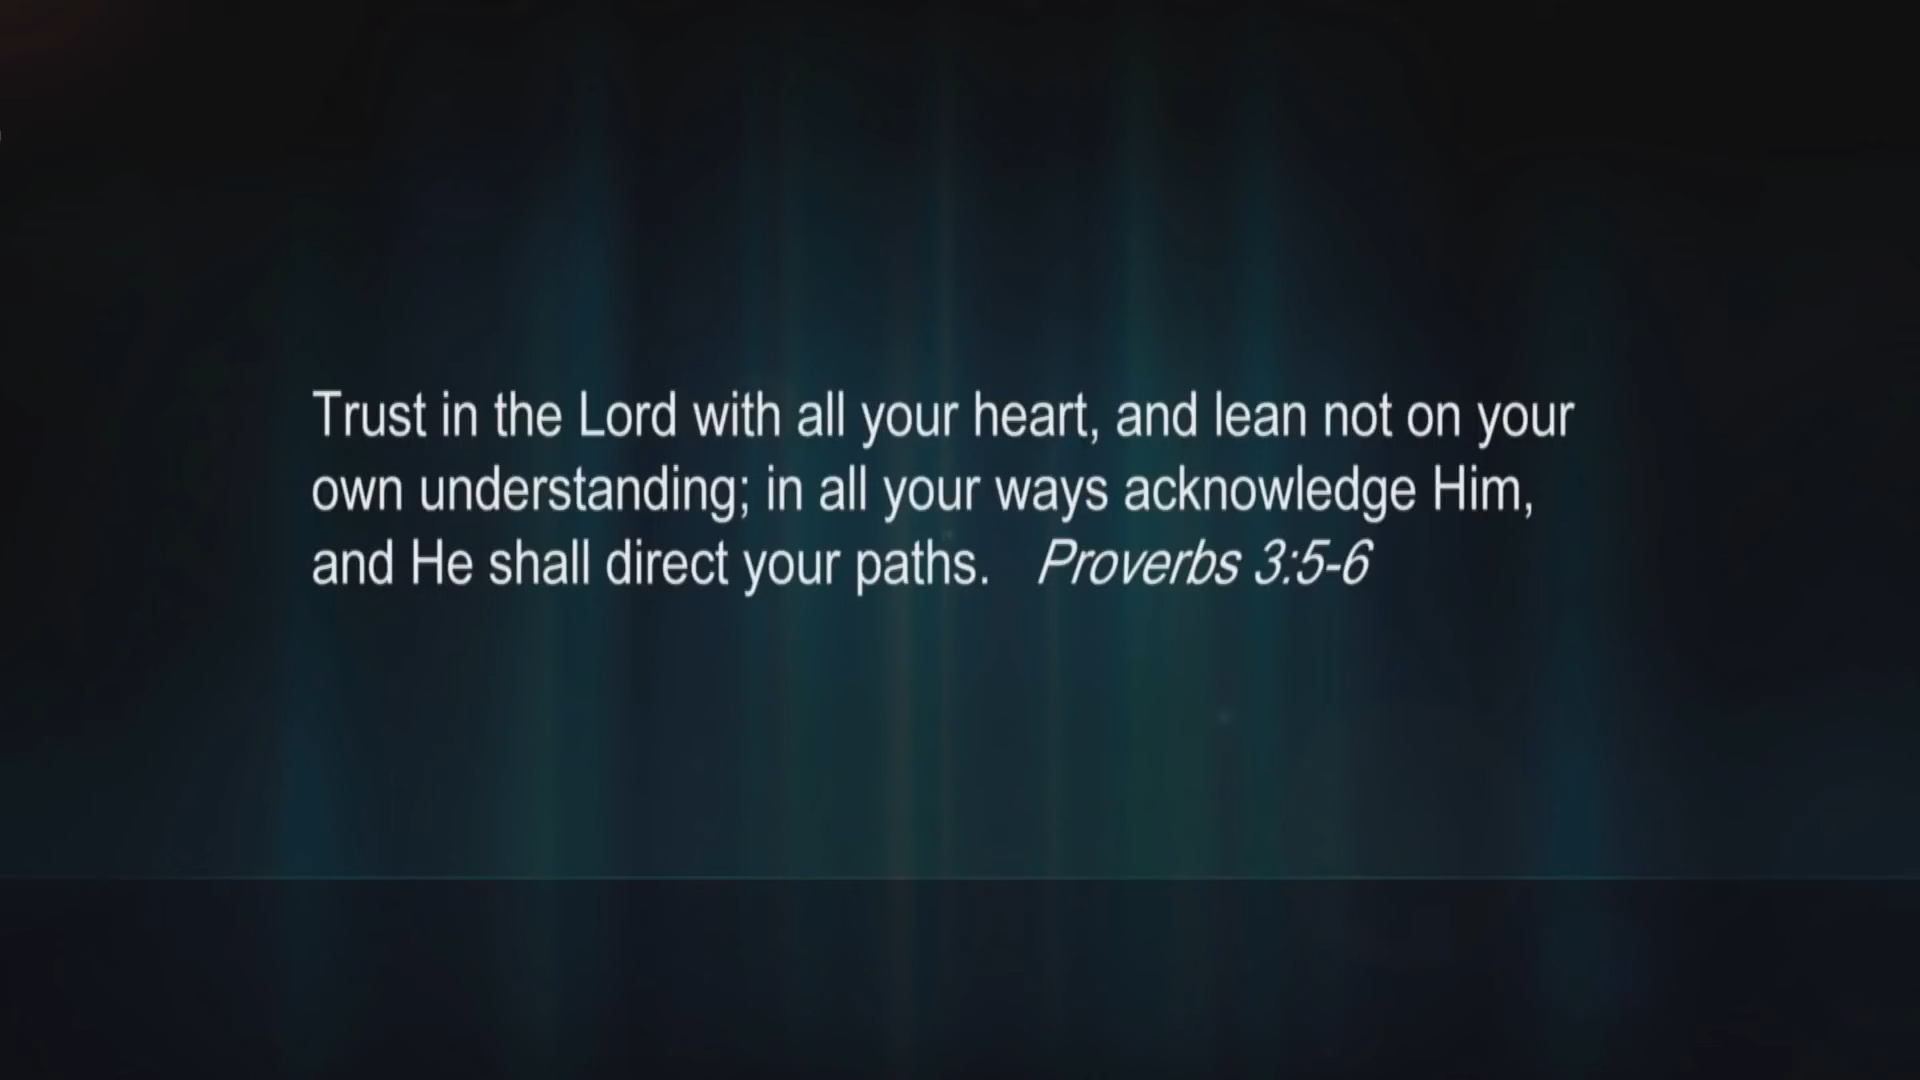 Trust in the Lord with all your heart, and lean not on your
own understanding; in all your ways acknowledge Him,
and He shall direct your paths. Proverbs 3:5-6